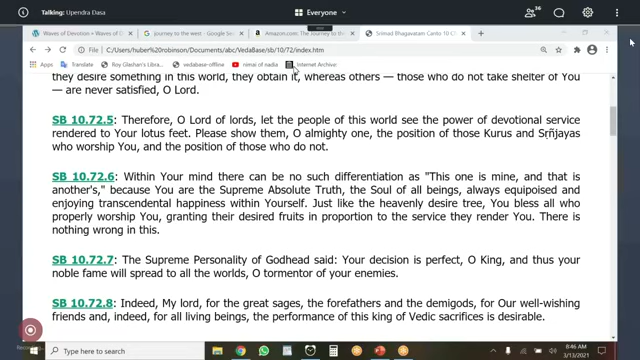 Talking: Upendra Dasa
Everyone
36
Waves of Devotion + Waves of G
journey to the west - Google Sea
Amazon.com: The Journey to th
Srimad Bhagavatam Canto 10 Ch
File
C:/Users/huber robinson/Documents/abc/VedaBase/sb/10/72/index.htm
Apps
Translate
Roy Glashan's Library
vedabase-offline
nimai of nadia
Internet Archive
they desire something in this world, they obtain it, whereas others — those who do not take shelter of You
— are never satisfied, O Lord.
SB 10.72.5: Therefore, O Lord of lords, let the people of this world see the power of devotional service
rendered to Your lotus feet. Please show them, O almighty one, the position of those Kurus and Sṛñjayas
who worship You, and the position of those who do not.
SB 10.72.6: Within Your mind there can be no such differentiation as "This one is mine, and that is
another's," because You are the Supreme Absolute Truth, the Soul of all beings, always equipoised and
enjoying transcendental happiness within Yourself. Just like the heavenly desire tree, You bless all who
properly worship You, granting their desired fruits in proportion to the service they render You. There is
nothing wrong in this.
SB 10.72.7: The Supreme Personality of Godhead said: Your decision is perfect, O King, and thus your
noble fame will spread to all the worlds, O tormentor of your enemies.
SB 10.72.8: Indeed, My lord, for the great sages, the forefathers and the demigods, for Our well-wishing
friends and, indeed, for all living beings, the performance of this king of Vedic sacrifices is desirable.
Recording
Type here to search
8:46 AM
3/13/2021